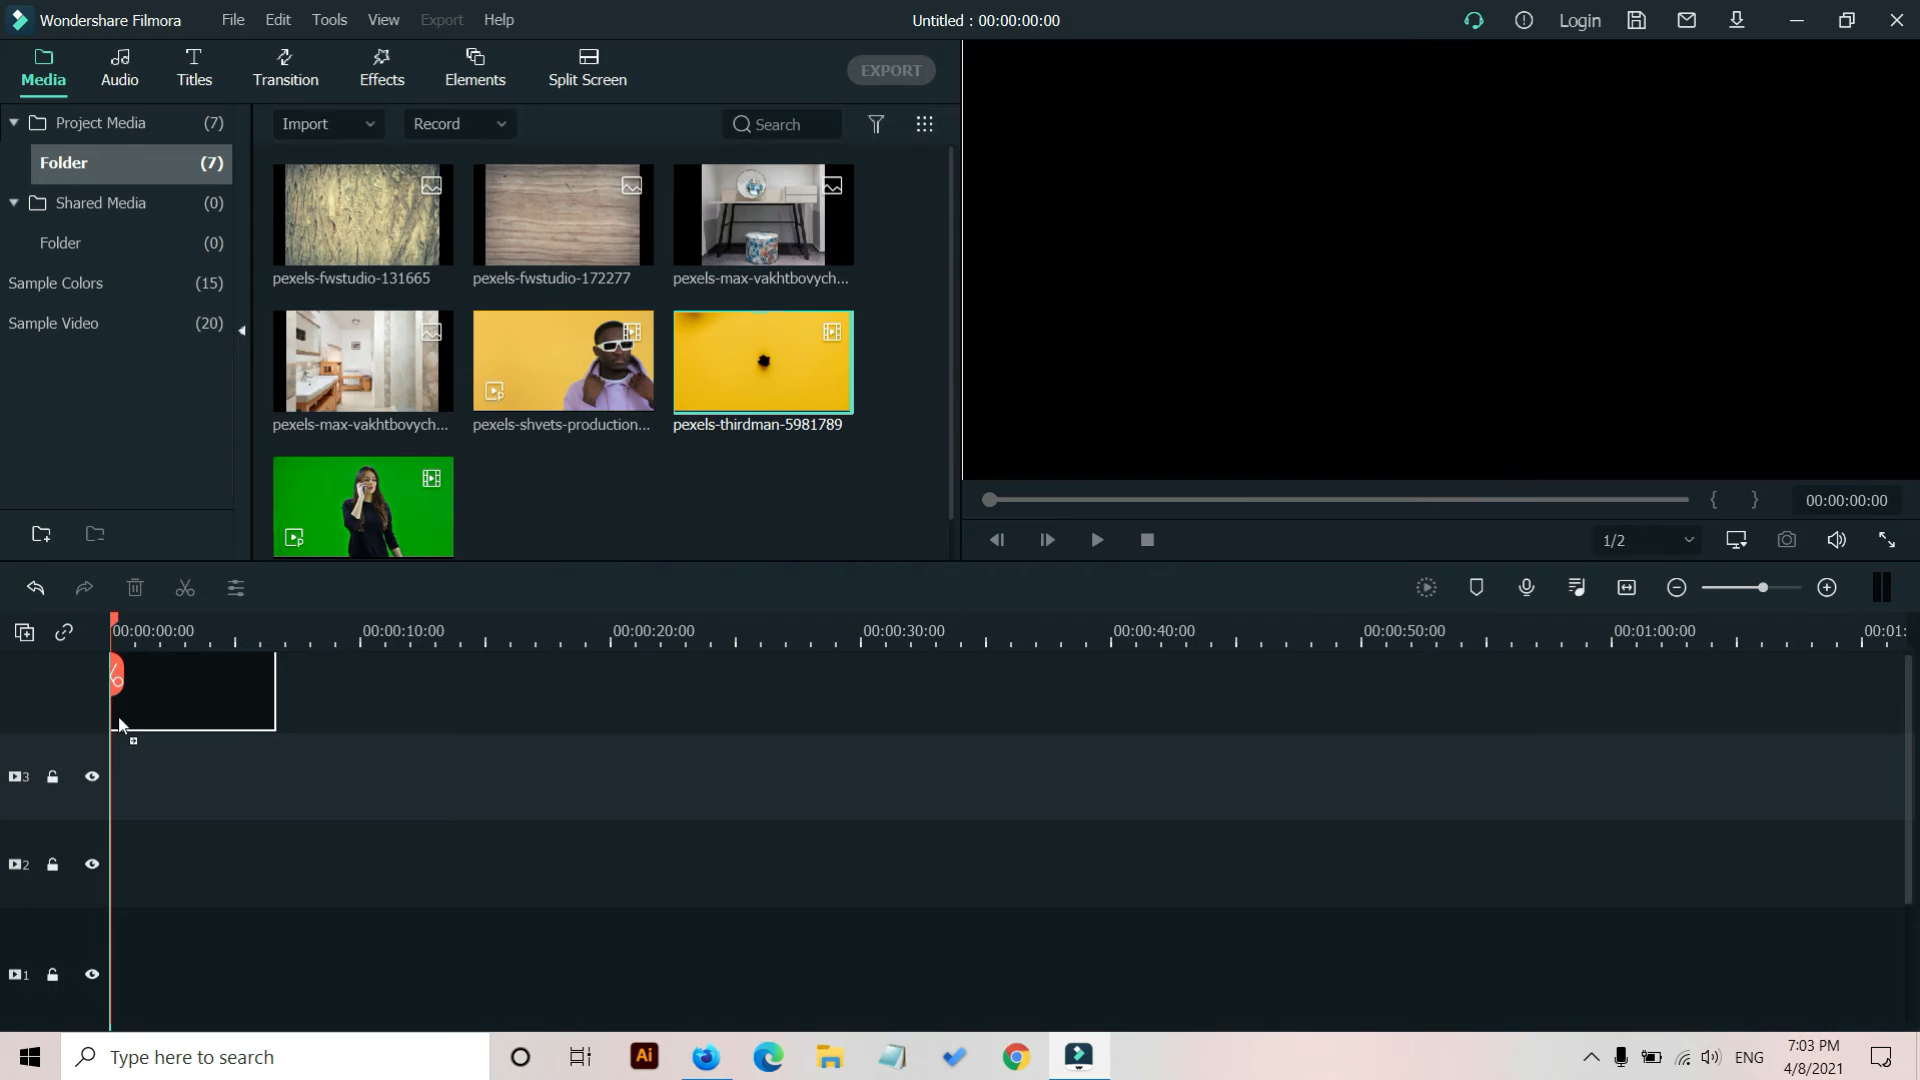 Wondershare Filmora
File
Edit
Tools
View
Export
Help
Untitled : 00:00:00:00
Login
Media
Audio
Titles
Transition
Effects
Elements
Split Screen
EXPORT
Project Media (7)
Folder (7)
Shared Media (0)
Folder (0)
Sample Colors (15)
Sample Video (20)
Import
Record
Search
pexels-fwstudio-131665
pexels-fwstudio-172277
pexels-max-vakhtbovych...
pexels-max-vakhtbovych...
pexels-shvets-production...
pexels-thirdman-5981789
{ }
00:00:00:00
1/2
00:00:00:00
00:00:10:00
00:00:20:00
00:00:30:00
00:00:40:00
00:00:50:00
00:01:00:00
00:01:
3
2
1
Type here to search
Ai
ENG
7:03 PM
4/8/2021